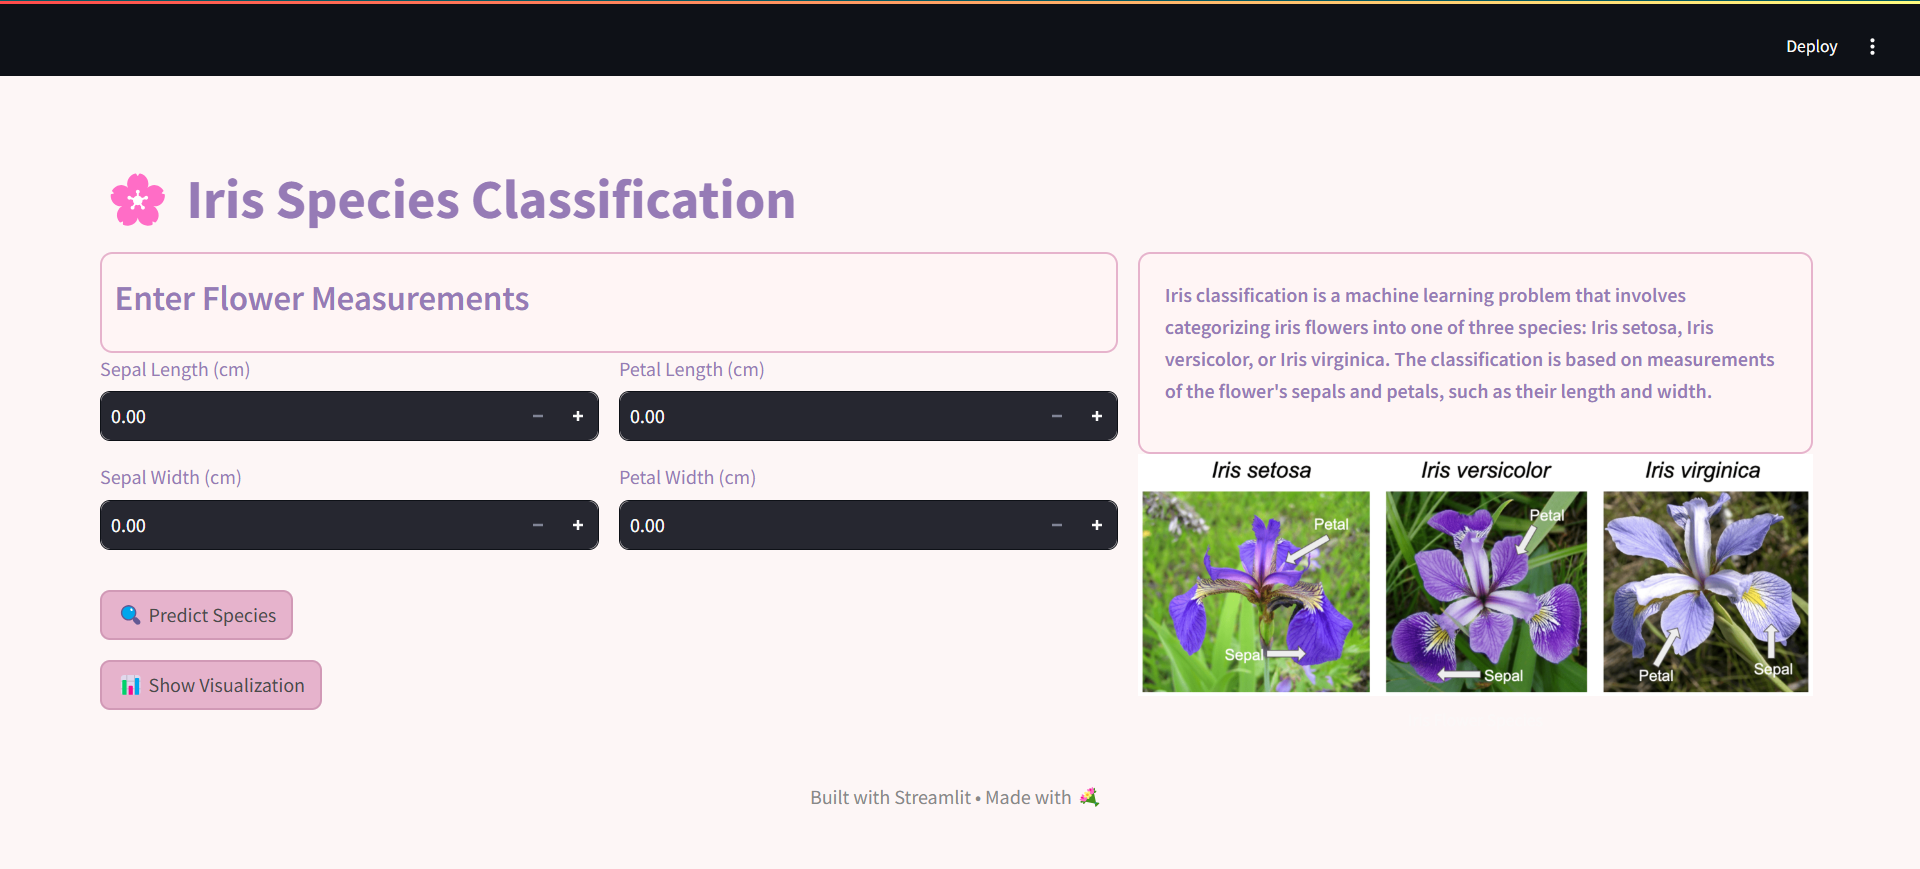 Deploy
Iris Species Classification
Enter Flower Measurements
Sepal Length (cm)
0.00
Petal Length (cm)
0.00
Sepal Width (cm)
0.00
Petal Width (cm)
0.00
Predict Species
Show Visualization
Iris classification is a machine learning problem that involves
categorizing iris flowers into one of three species: Iris setosa, Iris
versicolor, or Iris virginica. The classification is based on measurements
of the flower's sepals and petals, such as their length and width.
Iris setosa
Petal
Sepal
Iris versicolor
Petal
Sepal
Iris virginica
Petal
Sepal
Built with Streamlit • Made with